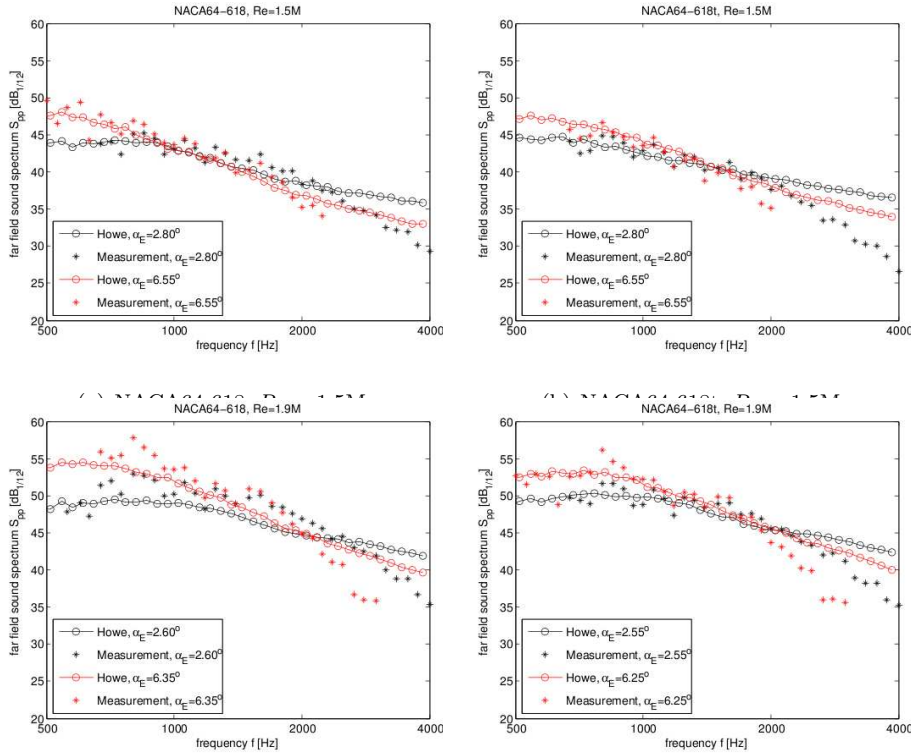 NACA64−618, Re=1.5M
60
55
50
45
40
35
30
25
20
500
1000
2000
4000
frequency f [Hz]
far field sound spectrum S_pp [dB_1/12]
Howe, α_E=2.80°
Measurement, α_E=2.80°
Howe, α_E=6.55°
Measurement, α_E=6.55°
NACA64−618t, Re=1.5M
60
55
50
45
40
35
30
25
20
500
1000
2000
4000
frequency f [Hz]
far field sound spectrum S_pp [dB_1/12]
Howe, α_E=2.80°
Measurement, α_E=2.80°
Howe, α_E=6.55°
Measurement, α_E=6.55°
NACA64−618, Re=1.9M
60
55
50
45
40
35
30
25
20
500
1000
2000
4000
frequency f [Hz]
far field sound spectrum S_pp [dB_1/12]
Howe, α_E=2.60°
Measurement, α_E=2.60°
Howe, α_E=6.35°
Measurement, α_E=6.35°
NACA64−618t, Re=1.9M
60
55
50
45
40
35
30
25
20
500
1000
2000
4000
frequency f [Hz]
far field sound spectrum S_pp [dB_1/12]
Howe, α_E=2.55°
Measurement, α_E=2.55°
Howe, α_E=6.25°
Measurement, α_E=6.25°